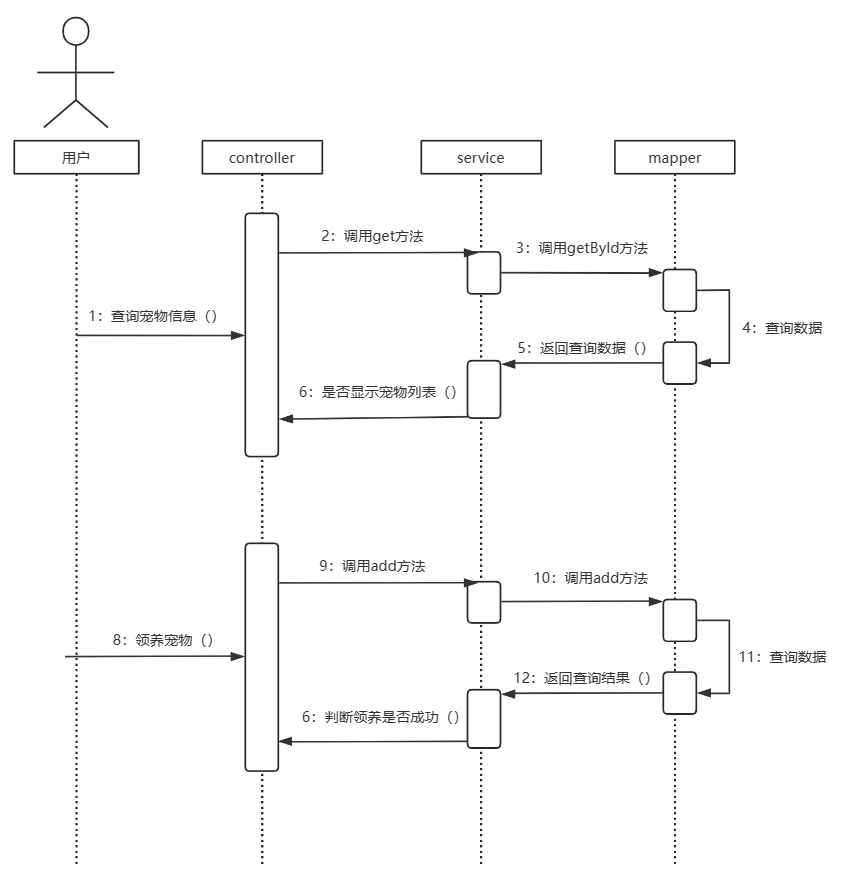 用户
controller
service
mapper
2：调用get方法
3：调用getById方法
1：查询宠物信息（）
4：查询数据
5：返回查询数据（）
6：是否显示宠物列表（）
9：调用add方法
10：调用add方法
8：领养宠物（）
11：查询数据
12：返回查询结果（）
6：判断领养是否成功（）